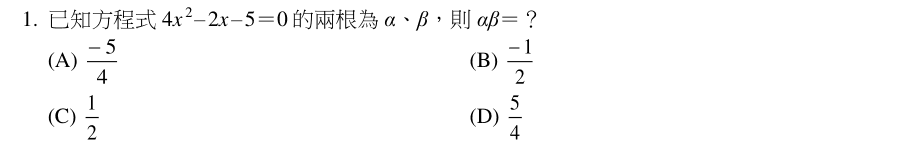 1. 已知方程式 4x²–2x–5=0 的兩根為 α、β，則 αβ=？
(A) –5/4 (B) –1/2
(C) 1/2 (D) 5/4